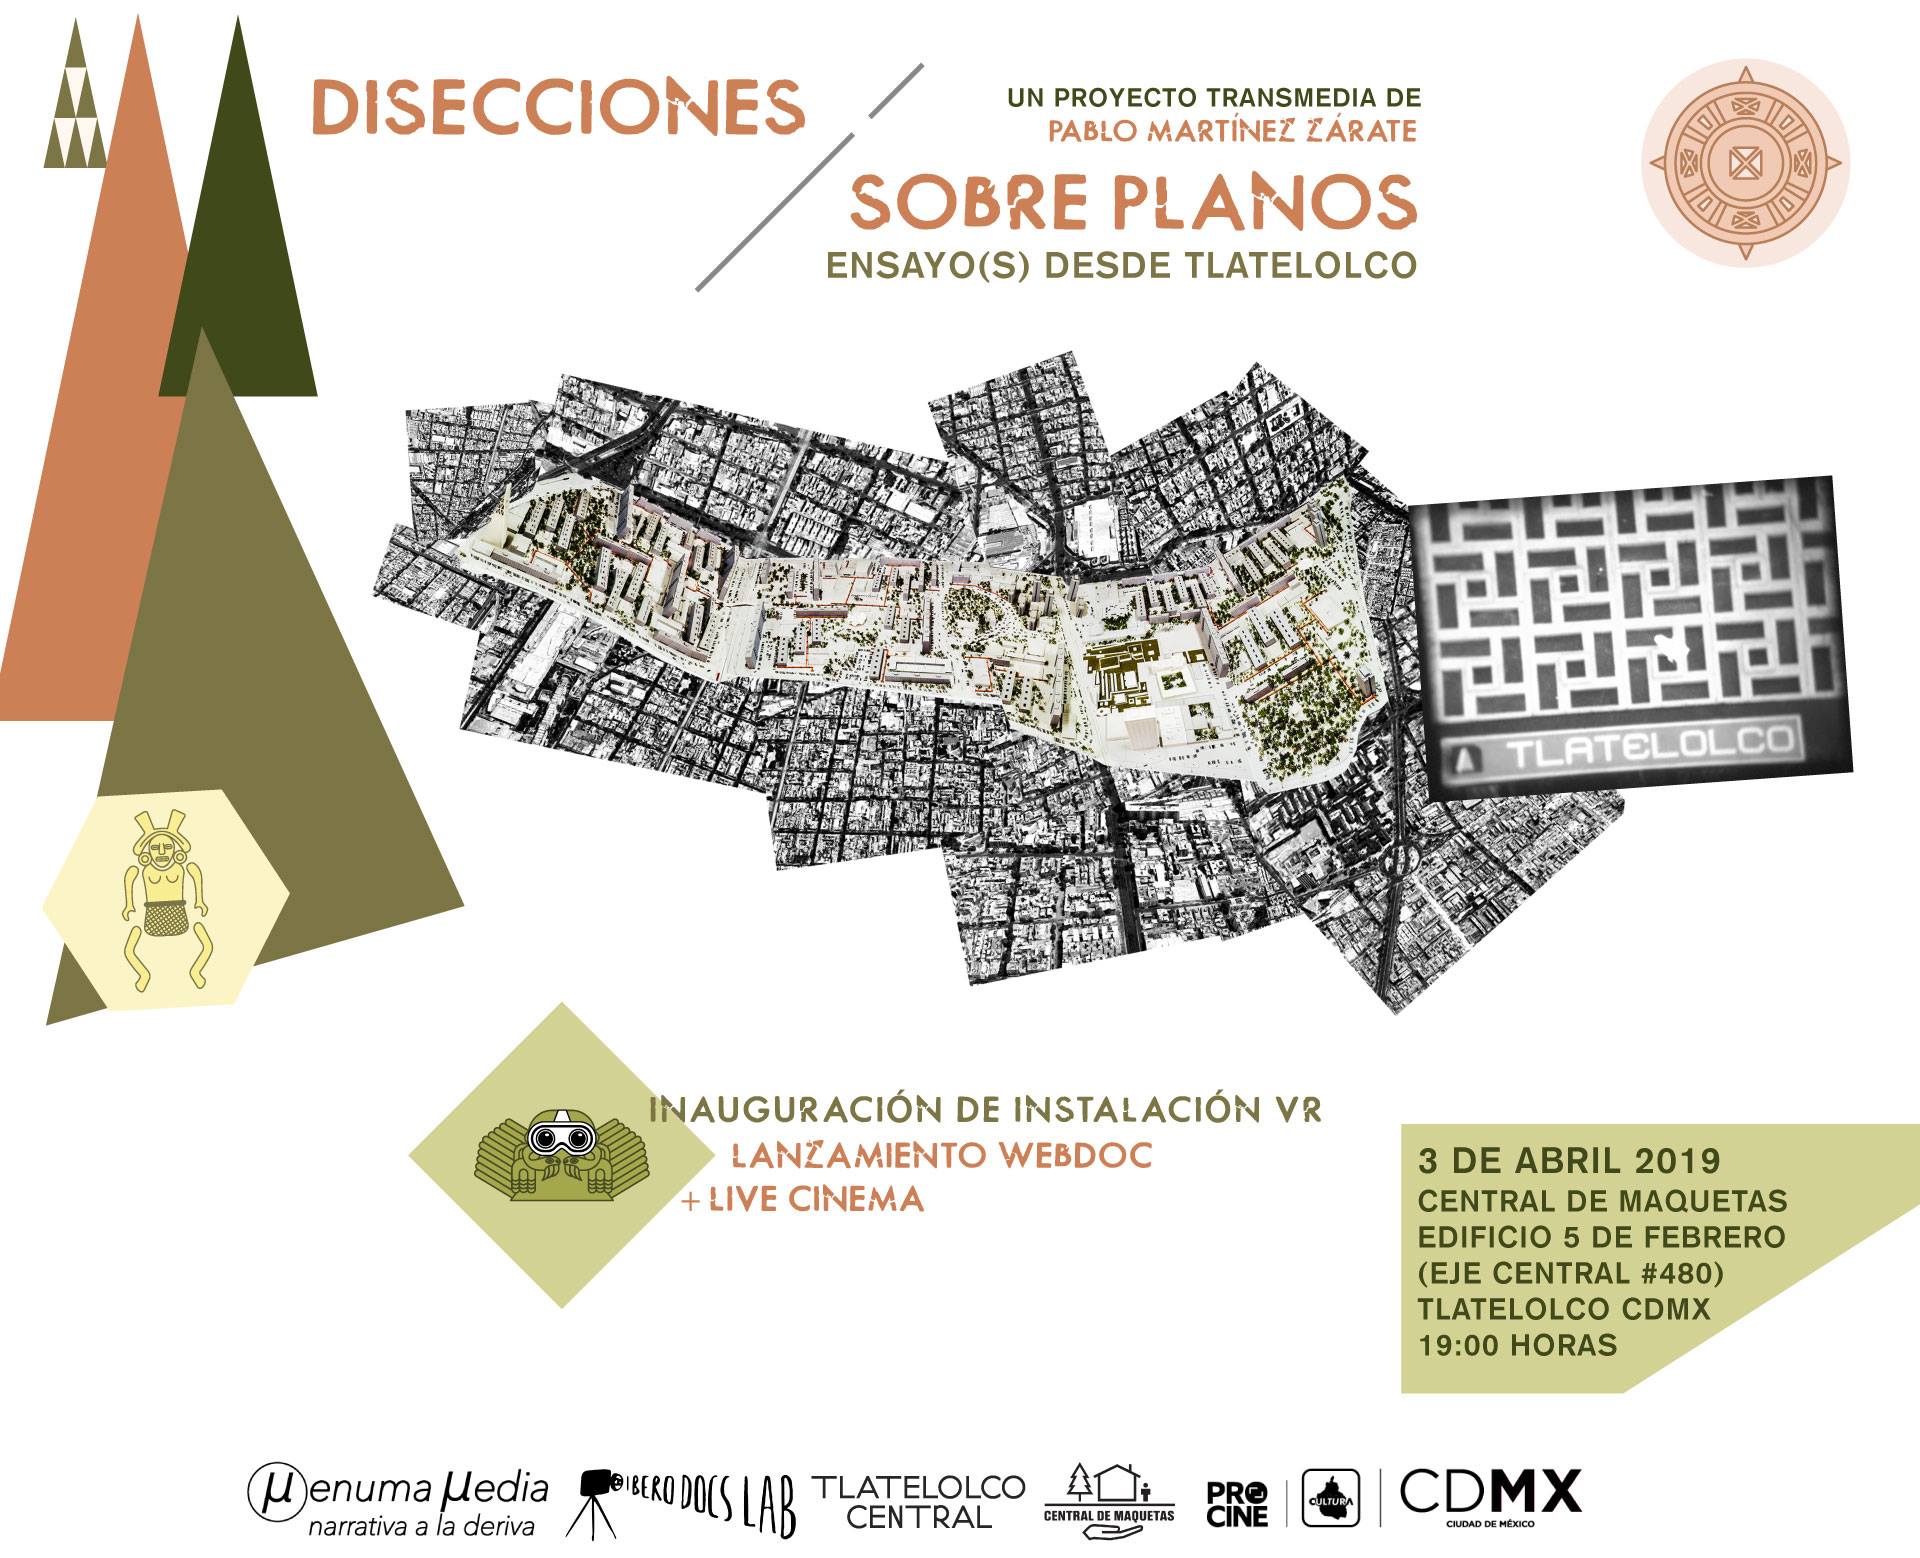 DISECCIONES
UN PROYECTO TRANSMEDIA DE
PABLO MARTÍNEZ ZÁRATE
SOBRE PLANOS
ENSAYO(S) DESDE TLATELOLCO
TLATELOLCO
INAUGURACIÓN DE INSTALACIÓN VR
LANZAMIENTO WEBDOC
+ LIVE CINEMA
3 DE ABRIL 2019
CENTRAL DE MAQUETAS
EDIFICIO 5 DE FEBRERO
(EJE CENTRAL #480)
TLATELOLCO CDMX
19:00 HORAS
µenuma µedia
narrativa a la deriva
IBERO DOCS LAB
TLATELOLCO
CENTRAL
CENTRAL DE MAQUETAS
PRO
CINE
CULTURA
CDMX
CIUDAD DE MÉXICO